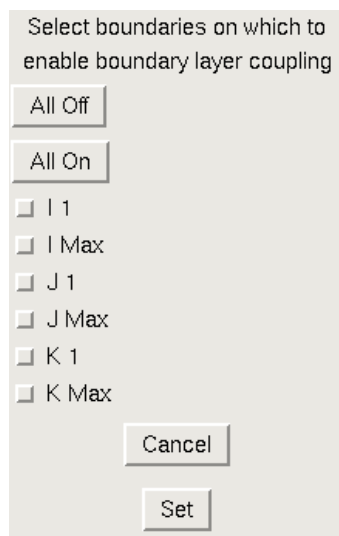 Select boundaries on which to
enable boundary layer coupling
All Off
All On
I 1
I Max
J 1
J Max
K 1
K Max
Cancel
Set